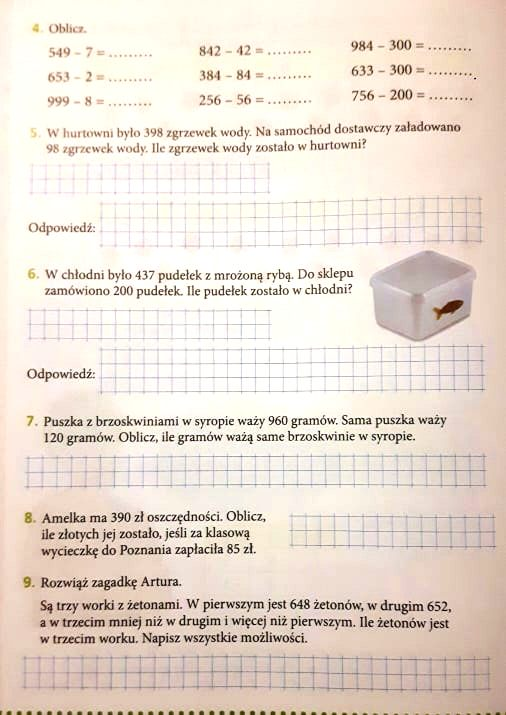 4. Oblicz.
549 – 7 = ......... 842 – 42 = ......... 984 – 300 = .........
653 – 2 = ......... 384 – 84 = ......... 633 – 300 = .........
999 – 8 = ......... 256 – 56 = ......... 756 – 200 = .........
5. W hurtowni było 398 zgrzewek wody. Na samochód dostawczy załadowano
98 zgrzewek wody. Ile zgrzewek wody zostało w hurtowni?
Odpowiedź:
6. W chłodni było 437 pudełek z mrożoną rybą. Do sklepu
zamówiono 200 pudełek. Ile pudełek zostało w chłodni?
Odpowiedź:
7. Puszka z brzoskwiniami w syropie waży 960 gramów. Sama puszka waży
120 gramów. Oblicz, ile gramów ważą same brzoskwinie w syropie.
8. Amelka ma 390 zł oszczędności. Oblicz,
ile złotych jej zostało, jeśli za klasową
wycieczkę do Poznania zapłaciła 85 zł.
9. Rozwiąż zagadkę Artura.
Są trzy worki z żetonami. W pierwszym jest 648 żetonów, w drugim 652,
a w trzecim mniej niż w drugim i więcej niż pierwszym. Ile żetonów jest
w trzecim worku. Napisz wszystkie możliwości.